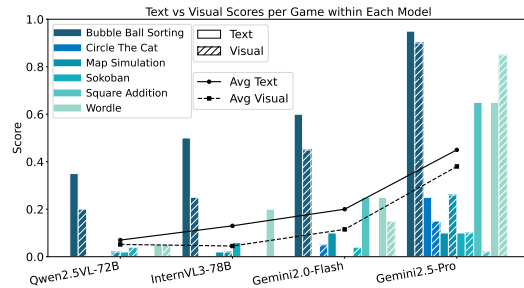 Text vs Visual Scores per Game within Each Model
Bubble Ball Sorting
Circle The Cat
Map Simulation
Sokoban
Square Addition
Wordle
Text
Visual
Avg Text
Avg Visual
Score
1.0
0.8
0.6
0.4
0.2
0.0
Qwen2.5VL-72B
InternVL3-78B
Gemini2.0-Flash
Gemini2.5-Pro